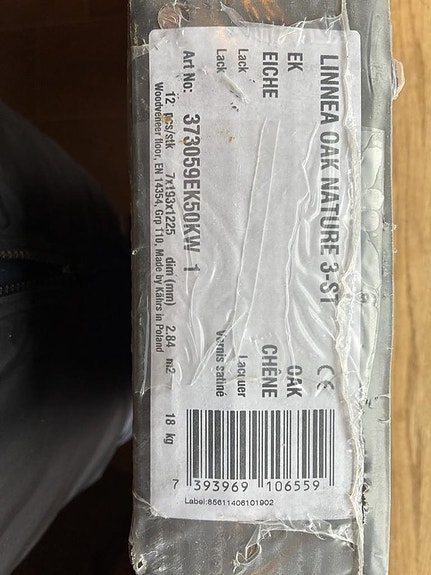 LINNEA OAK NATURE 3-ST
CE
EK OAK
EICHE CHÊNE
Lack Lacquer
Lack Vernis satiné
Art No: 373059EK50KW 1
12 pcs/stk 7x193x1225 dim (mm) 2.84 m2 18 kg
Woodveneer floor, EN 14354, Grp 110, Made by Kährs in Poland
7 393969 106559
Label:85611406101902